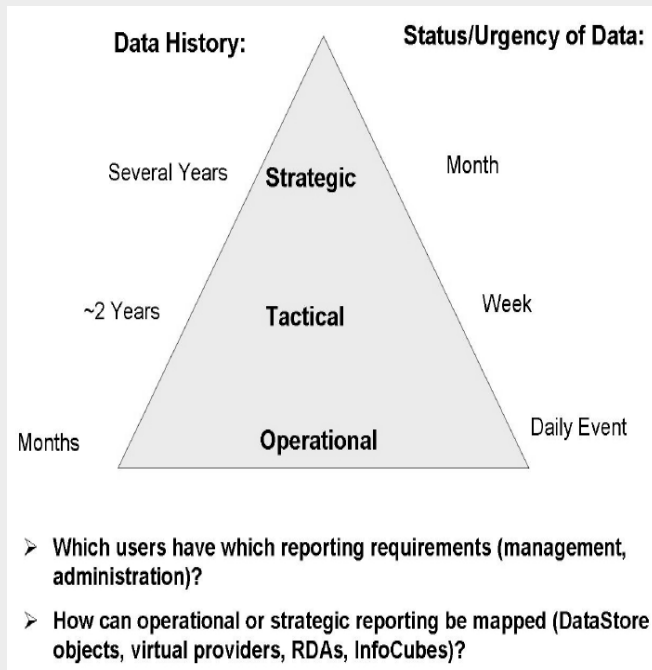 Data History:
Status/Urgency of Data:
Several Years
Strategic
Month
~2 Years
Tactical
Week
Months
Operational
Daily Event
➢ Which users have which reporting requirements (management,
administration)?
➢ How can operational or strategic reporting be mapped (DataStore
objects, virtual providers, RDAs, InfoCubes)?